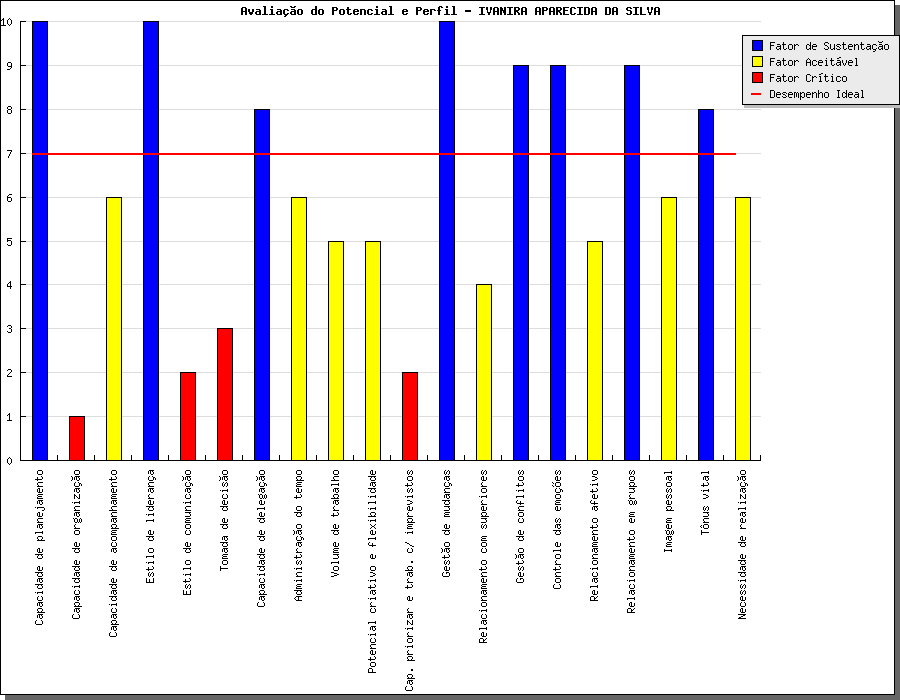 Avaliação do Potencial e Perfil - IVANIRA APARECIDA DA SILVA
Fator de Sustentação
Fator Aceitável
Fator Crítico
Desempenho Ideal
10
9
8
7
6
5
4
3
2
1
0
Capacidade de planejamento
Capacidade de organização
Capacidade de acompanhamento
Estilo de liderança
Estilo de comunicação
Tomada de decisão
Capacidade de delegação
Administração do tempo
Volume de trabalho
Potencial criativo e flexibilidade
Cap. priorizar e trab. c/ imprevistos
Gestão de mudanças
Relacionamento com superiores
Gestão de conflitos
Controle das emoções
Relacionamento afetivo
Relacionamento em grupos
Imagem pessoal
Tônus vital
Necessidade de realização